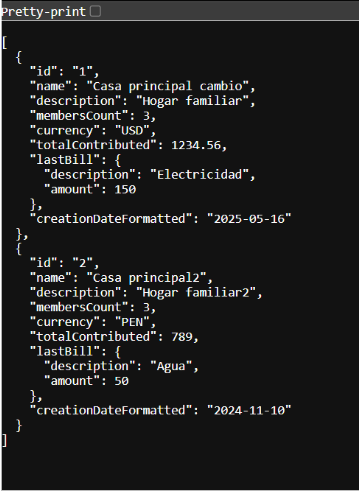 Pretty-print
[
  {
    "id": "1",
    "name": "Casa principal cambio",
    "description": "Hogar familiar",
    "membersCount": 3,
    "currency": "USD",
    "totalContributed": 1234.56,
    "lastBill": {
      "description": "Electricidad",
      "amount": 150
    },
    "creationDateFormatted": "2025-05-16"
  },
  {
    "id": "2",
    "name": "Casa principal2",
    "description": "Hogar familiar2",
    "membersCount": 3,
    "currency": "PEN",
    "totalContributed": 789,
    "lastBill": {
      "description": "Agua",
      "amount": 50
    },
    "creationDateFormatted": "2024-11-10"
  }
]